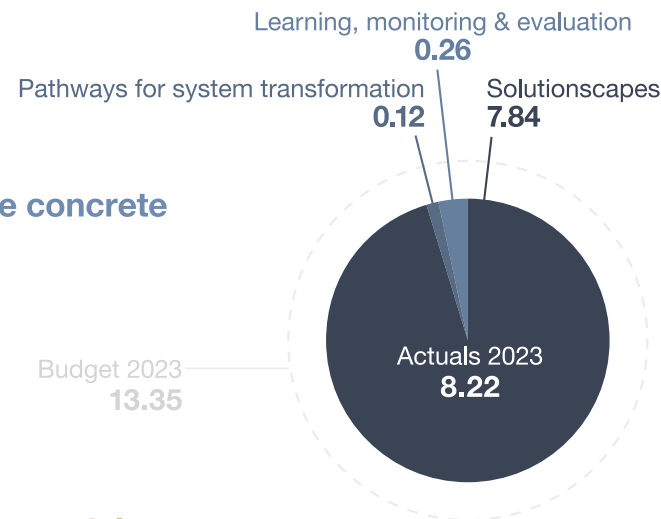 Learning, monitoring & evaluation
0.26
Pathways for system transformation
0.12
Solutionscapes
7.84
e concrete
Actuals 2023
8.22
Budget 2023
13.35